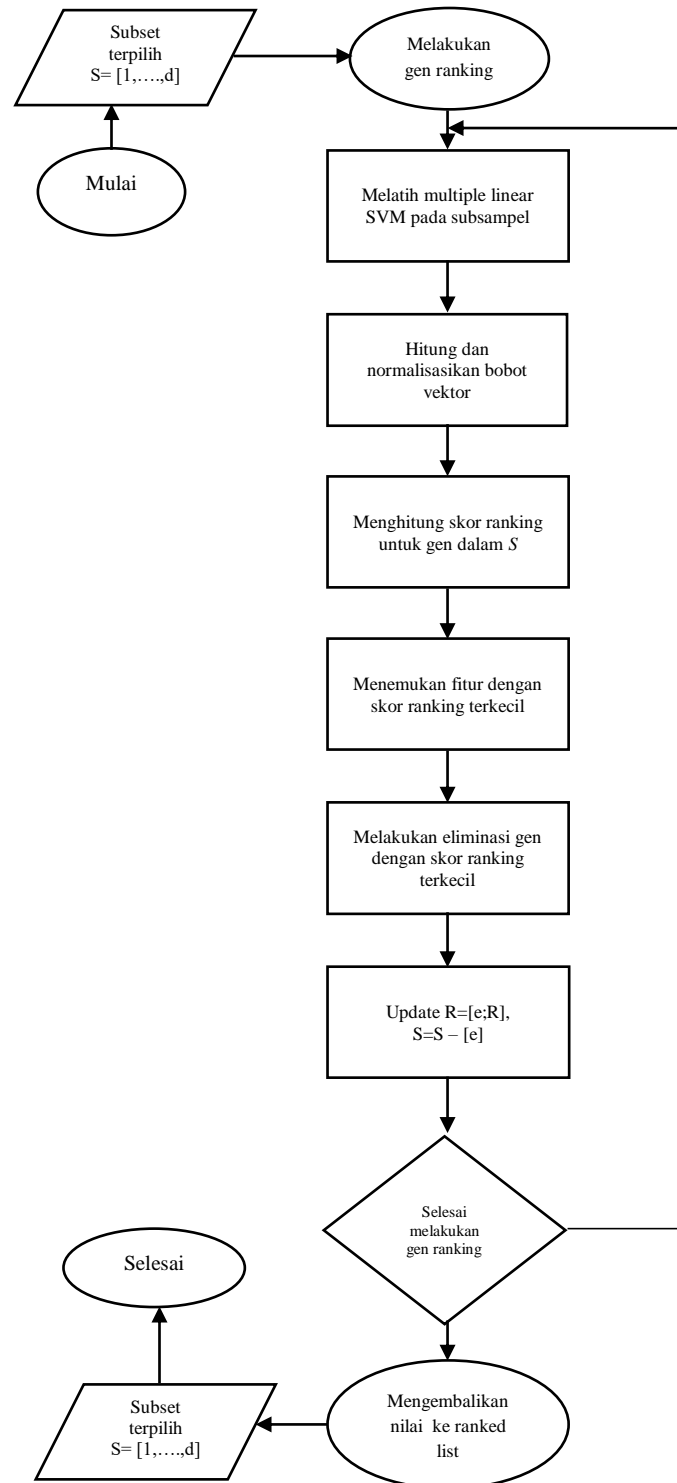 Mulai
Subset
terpilih
S= [1,….,d]
Melakukan
gen ranking
Melatih multiple linear
SVM pada subsampel
Hitung dan
normalisasikan bobot
vektor
Menghitung skor ranking
untuk gen dalam S
Menemukan fitur dengan
skor ranking terkecil
Melakukan eliminasi gen
dengan skor ranking
terkecil
Update R=[e;R],
S=S – [e]
Selesai
melakukan
gen ranking
Mengembalikan
nilai ke ranked
list
Subset
terpilih
S= [1,….,d]
Selesai